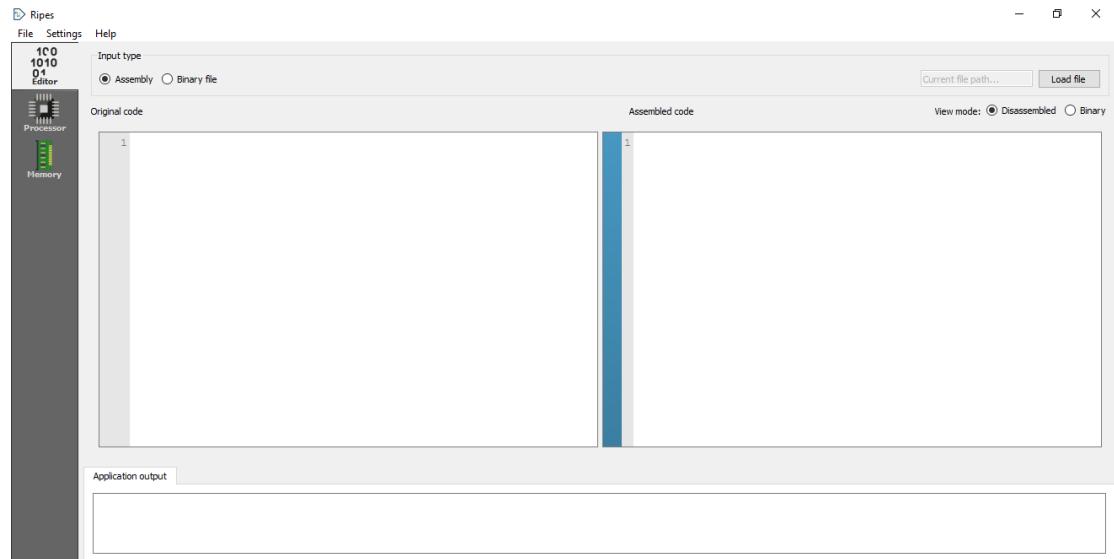 Ripes
File Settings Help
100
1010
01
Editor
Processor
Memory
Input type
Assembly Binary file
Current file path...
Load file
Original code
Assembled code
View mode: Disassembled Binary
1
1
Application output